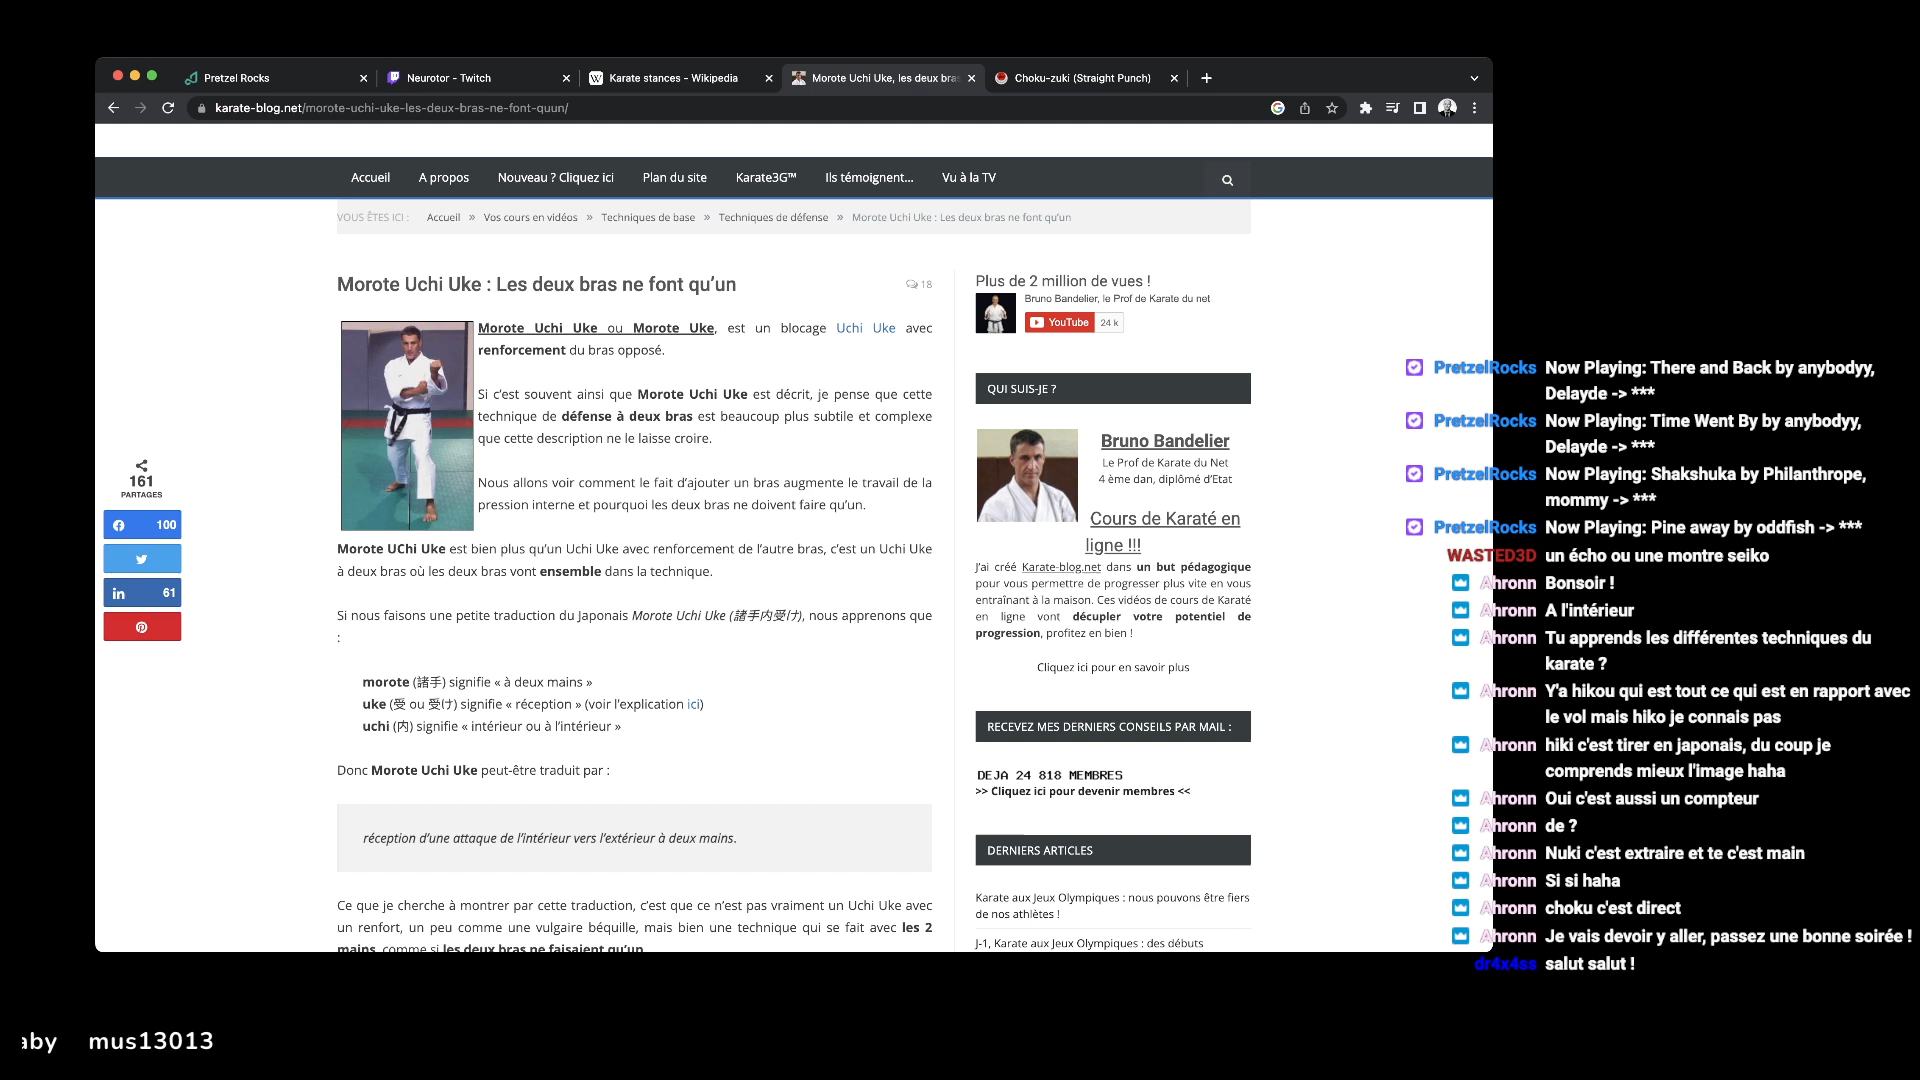 Pretzel Rocks
Neurotor - Twitch
Karate stances - Wikipedia
Morote Uchi Uke, les deux bras
Choku-zuki (Straight Punch)
karate-blog.net/morote-uchi-uke-les-deux-bras-ne-font-quun/
Accueil
A propos
Nouveau ? Cliquez ici
Plan du site
Karate3G™
Ils témoignent...
Vu à la TV
VOUS ÊTES ICI : Accueil » Vos cours en vidéos » Techniques de base » Techniques de défense » Morote Uchi Uke : Les deux bras ne font qu'un
Morote Uchi Uke : Les deux bras ne font qu'un
18
Morote Uchi Uke ou Morote Uke, est un blocage Uchi Uke avec
renforcement du bras opposé.
Si c'est souvent ainsi que Morote Uchi Uke est décrit, je pense que cette
technique de défense à deux bras est beaucoup plus subtile et complexe
que cette description ne le laisse croire.
Nous allons voir comment le fait d'ajouter un bras augmente le travail de la
pression interne et pourquoi les deux bras ne doivent faire qu'un.
Morote UChi Uke est bien plus qu'un Uchi Uke avec renforcement de l'autre bras, c'est un Uchi Uke
à deux bras où les deux bras vont ensemble dans la technique.
Si nous faisons une petite traduction du Japonais Morote Uchi Uke (諸手内受け), nous apprenons que
:
morote (諸手) signifie « à deux mains »
uke (受 ou 受け) signifie « réception » (voir l'explication ici)
uchi (内) signifie « intérieur ou à l'intérieur »
Donc Morote Uchi Uke peut-être traduit par :
réception d'une attaque de l'intérieur vers l'extérieur à deux mains.
Ce que je cherche à montrer par cette traduction, c'est que ce n'est pas vraiment un Uchi Uke avec
un renfort, un peu comme une vulgaire béquille, mais bien une technique qui se fait avec les 2
mains, comme si les deux bras ne faisaient qu'un
161
PARTAGES
100
in 61
Plus de 2 million de vues !
Bruno Bandelier, le Prof de Karate du net
YouTube 24 k
QUI SUIS-JE ?
Bruno Bandelier
Le Prof de Karate du Net
4 ème dan, diplômé d'Etat
Cours de Karaté en
ligne !!!
J'ai créé Karate-blog.net dans un but pédagogique
pour vous permettre de progresser plus vite en vous
entraînant à la maison. Ces vidéos de cours de Karaté
en ligne vont décupler votre potentiel de
progression, profitez en bien !
Cliquez ici pour en savoir plus
RECEVEZ MES DERNIERS CONSEILS PAR MAIL :
DEJA 24 818 MEMBRES
>> Cliquez ici pour devenir membres <<
DERNIERS ARTICLES
Karate aux Jeux Olympiques : nous pouvons être fiers
de nos athlètes !
J-1, Karate aux Jeux Olympiques : des débuts
PretzelRocks Now Playing: There and Back by anybodyy,
Delayde -> ***
PretzelRocks Now Playing: Time Went By by anybodyy,
Delayde -> ***
PretzelRocks Now Playing: Shakshuka by Philanthrope,
mommy -> ***
PretzelRocks Now Playing: Pine away by oddfish -> ***
WASTED3D un écho ou une montre seiko
Ahronn Bonsoir !
Ahronn A l'intérieur
Ahronn Tu apprends les différentes techniques du
karate ?
Ahronn Y'a hikou qui est tout ce qui est en rapport avec
le vol mais hiko je connais pas
Ahronn hiki c'est tirer en japonais, du coup je
comprends mieux l'image haha
Ahronn Oui c'est aussi un compteur
Ahronn de ?
Ahronn Nuki c'est extraire et te c'est main
Ahronn Si si haha
Ahronn choku c'est direct
Ahronn Je vais devoir y aller, passez une bonne soirée !
dr4x4ss salut salut !
aby mus13013